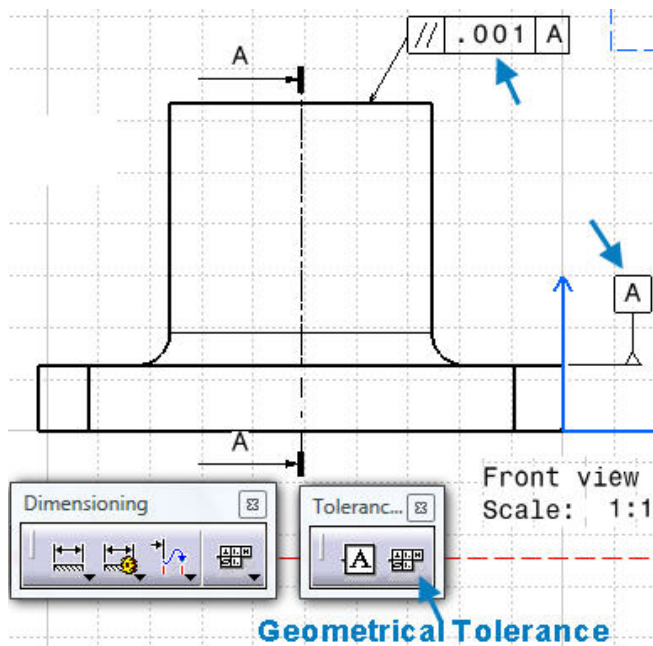 // .001 A
A
A
A
Front view
Scale: 1:1
Dimensioning
Toleranc...
A
Geometrical Tolerance